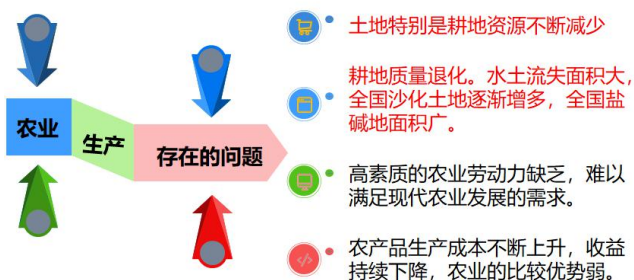 农业
生产
存在的问题
土地特别是耕地资源不断减少
耕地质量退化。水土流失面积大，
全国沙化土地逐渐增多，全国盐
碱地面积广。
高素质的农业劳动力缺乏，难以
满足现代农业发展的需求。
农产品生产成本不断上升，收益
持续下降，农业的比较优势弱。